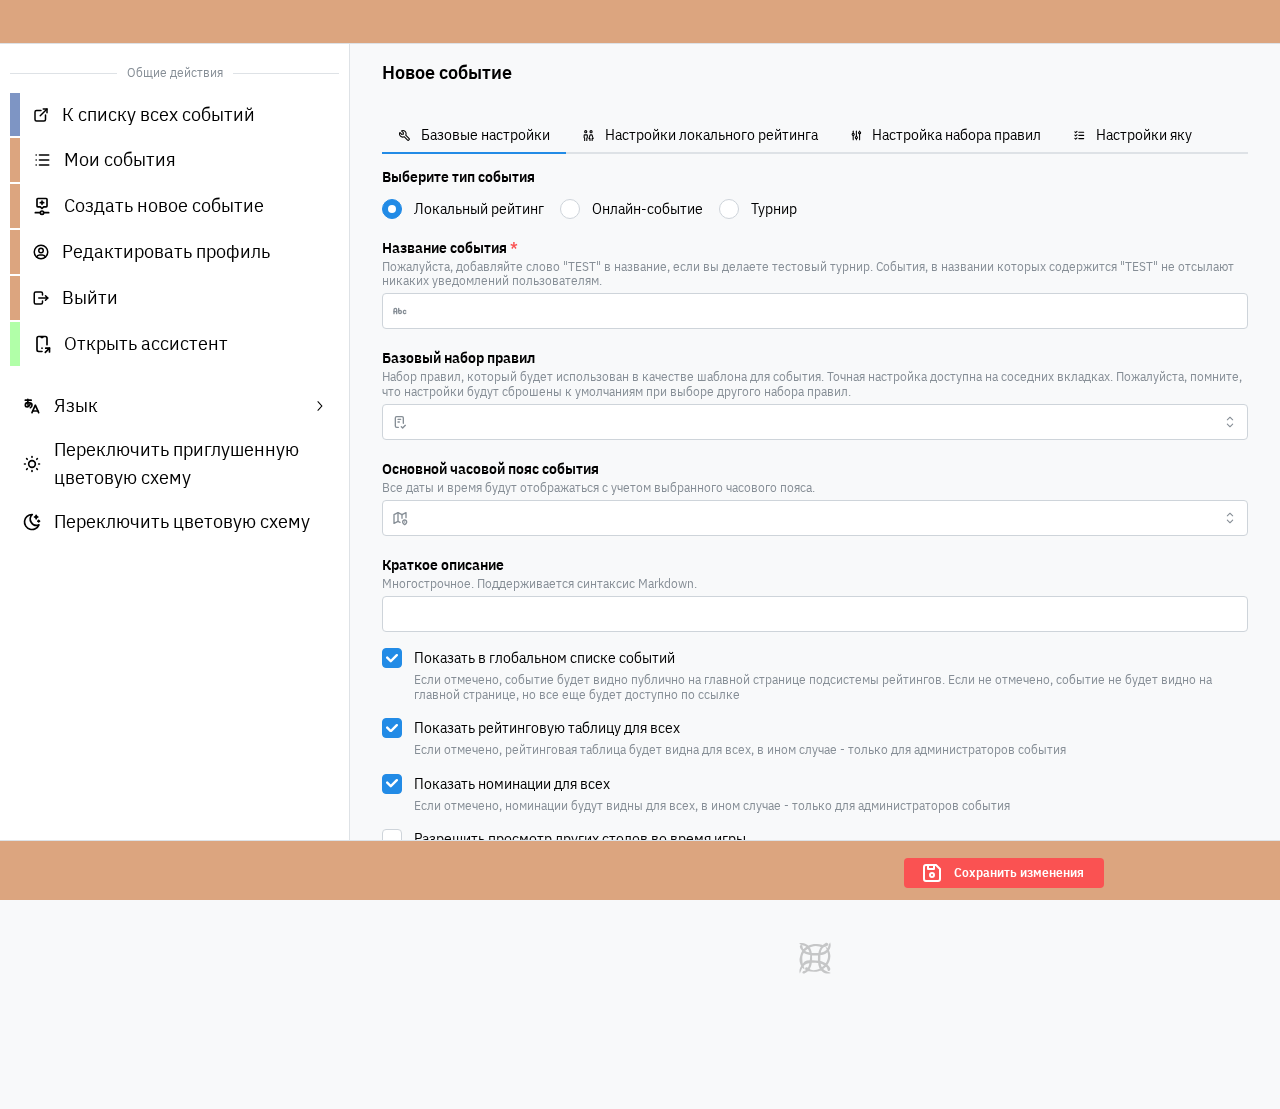 Общие действия
К списку всех событий
Мои события
Создать новое событие
Редактировать профиль
Выйти
Открыть ассистент
Язык
Переключить приглушенную
цветовую схему
Переключить цветовую схему
Новое событие
Базовые настройки
Настройки локального рейтинга
Настройка набора правил
Настройки яку
Выберите тип события
Локальный рейтинг
Онлайн-событие
Турнир
Название события *
Пожалуйста, добавляйте слово "TEST" в название, если вы делаете тестовый турнир. События, в названии которых содержится "TEST" не отсылают
никаких уведомлений пользователям.
Abc
Базовый набор правил
Набор правил, который будет использован в качестве шаблона для события. Точная настройка доступна на соседних вкладках. Пожалуйста, помните,
что настройки будут сброшены к умолчаниям при выборе другого набора правил.
Основной часовой пояс события
Все даты и время будут отображаться с учетом выбранного часового пояса.
Краткое описание
Многострочное. Поддерживается синтаксис Markdown.
Показать в глобальном списке событий
Если отмечено, событие будет видно публично на главной странице подсистемы рейтингов. Если не отмечено, событие не будет видно на
главной странице, но все еще будет доступно по ссылке
Показать рейтинговую таблицу для всех
Если отмечено, рейтинговая таблица будет видна для всех, в ином случае - только для администраторов события
Показать номинации для всех
Если отмечено, номинации будут видны для всех, в ином случае - только для администраторов события
Разрешить просмотр других столов во время игры
Сохранить изменения